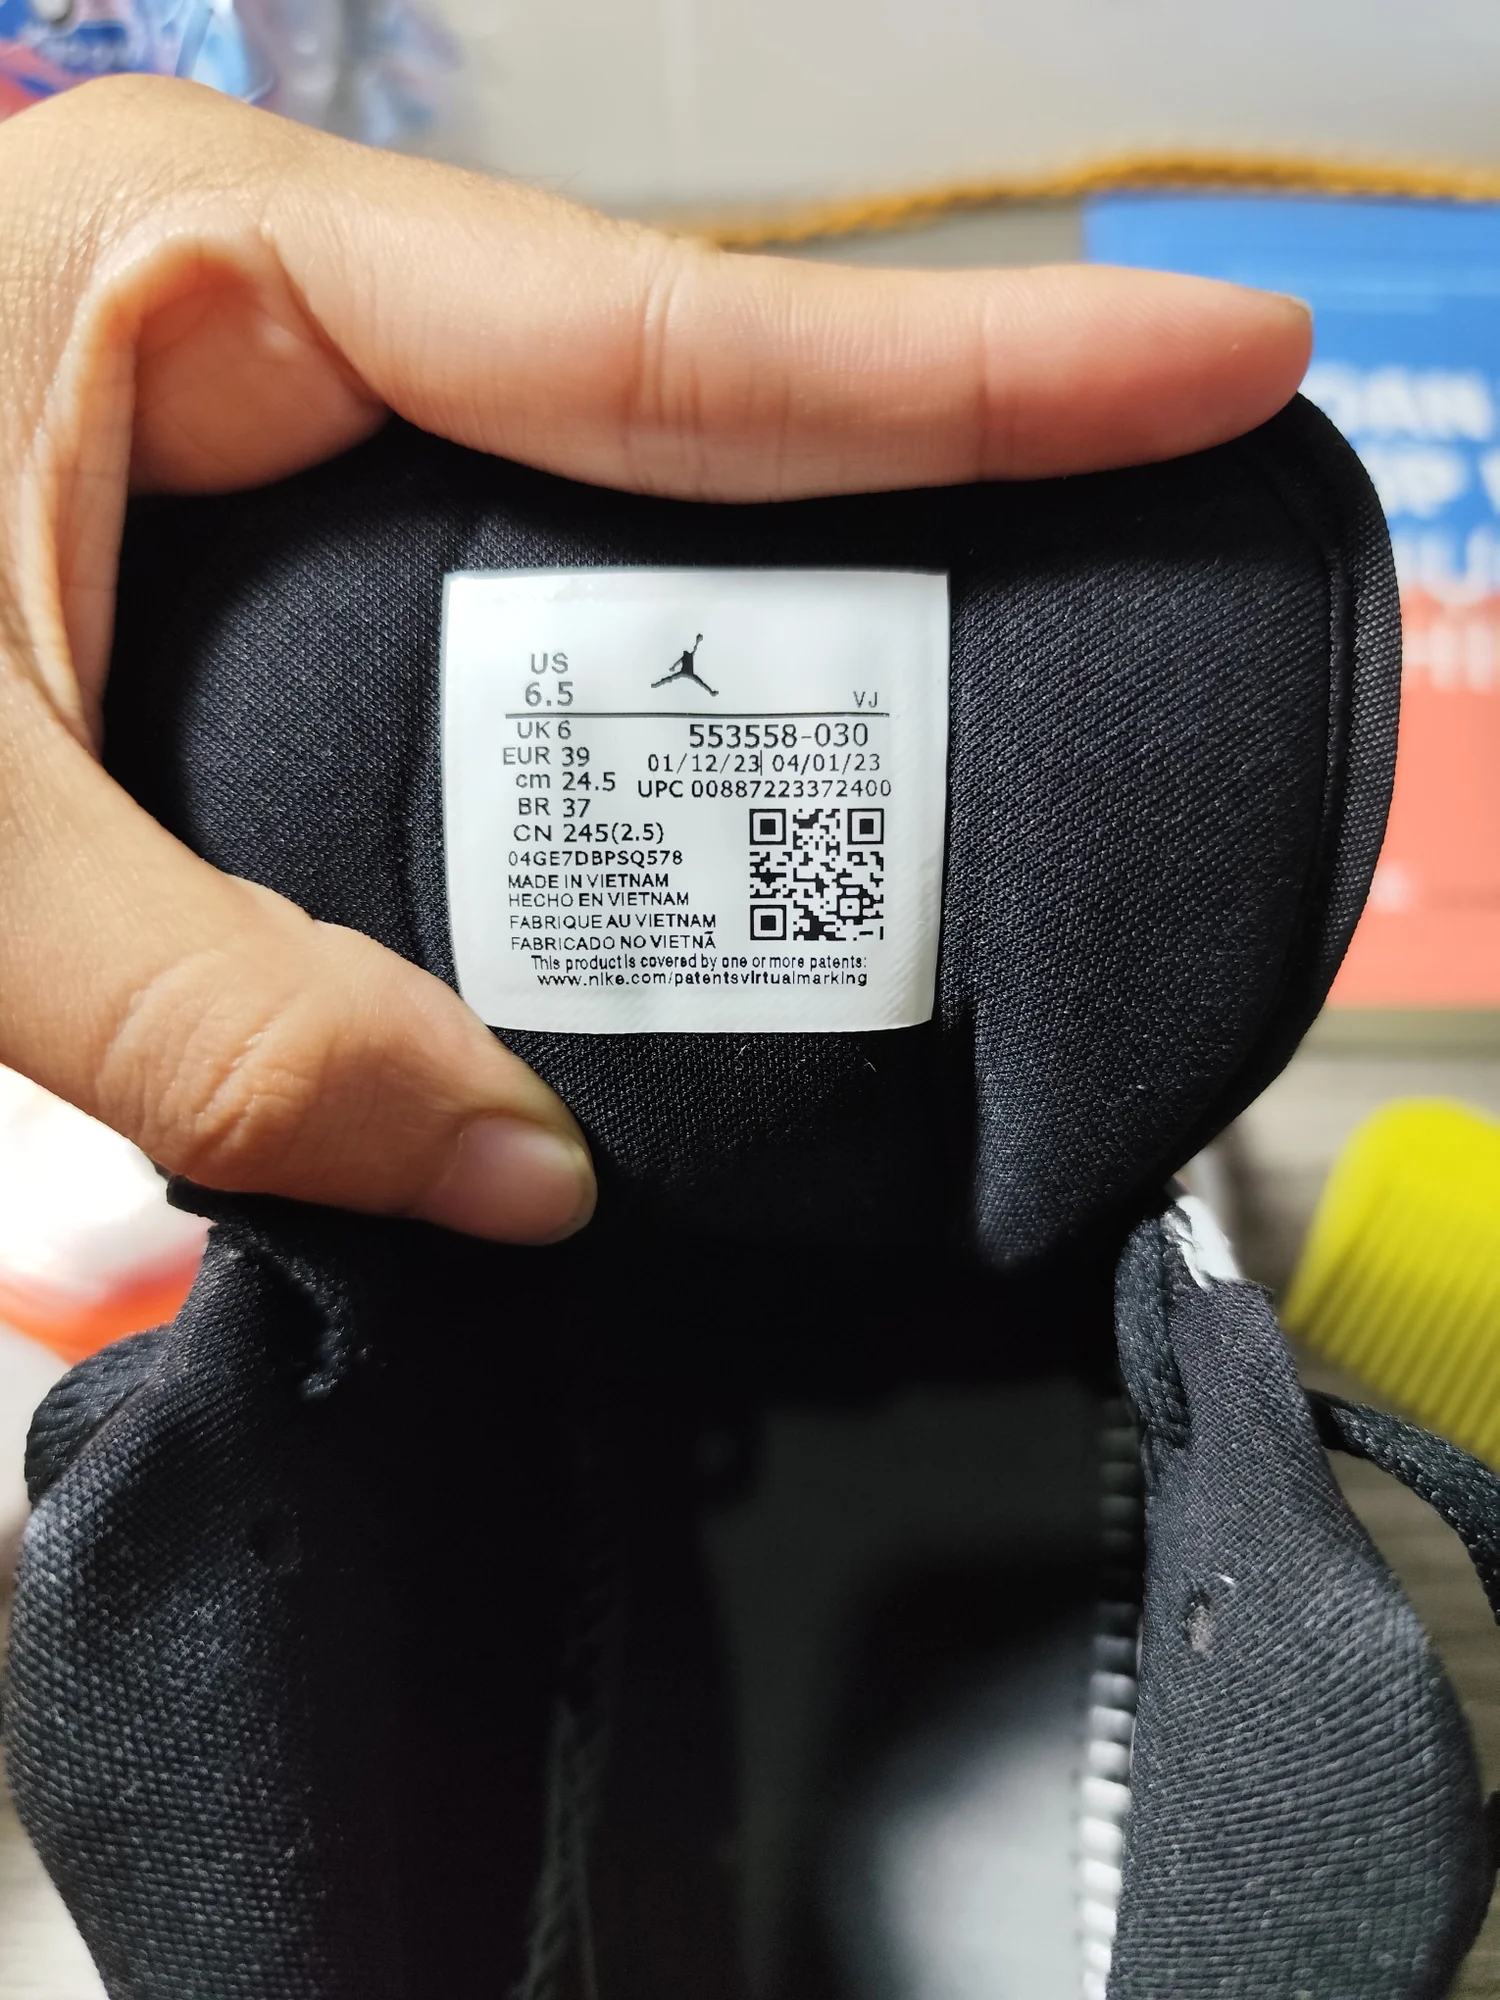 US
6.5
VJ
UK 6
553558-030
EUR 39
01/12/23| 04/01/23
cm 24.5
UPC 00887223372400
BR 37
CN 245(2.5)
04GE7DBPSQ578
MADE IN VIETNAM
HECHO EN VIETNAM
FABRIQUE AU VIETNAM
FABRICADO NO VIETNÃ
This product is covered by one or more patents:
www.nike.com/patentsvirtualmarking